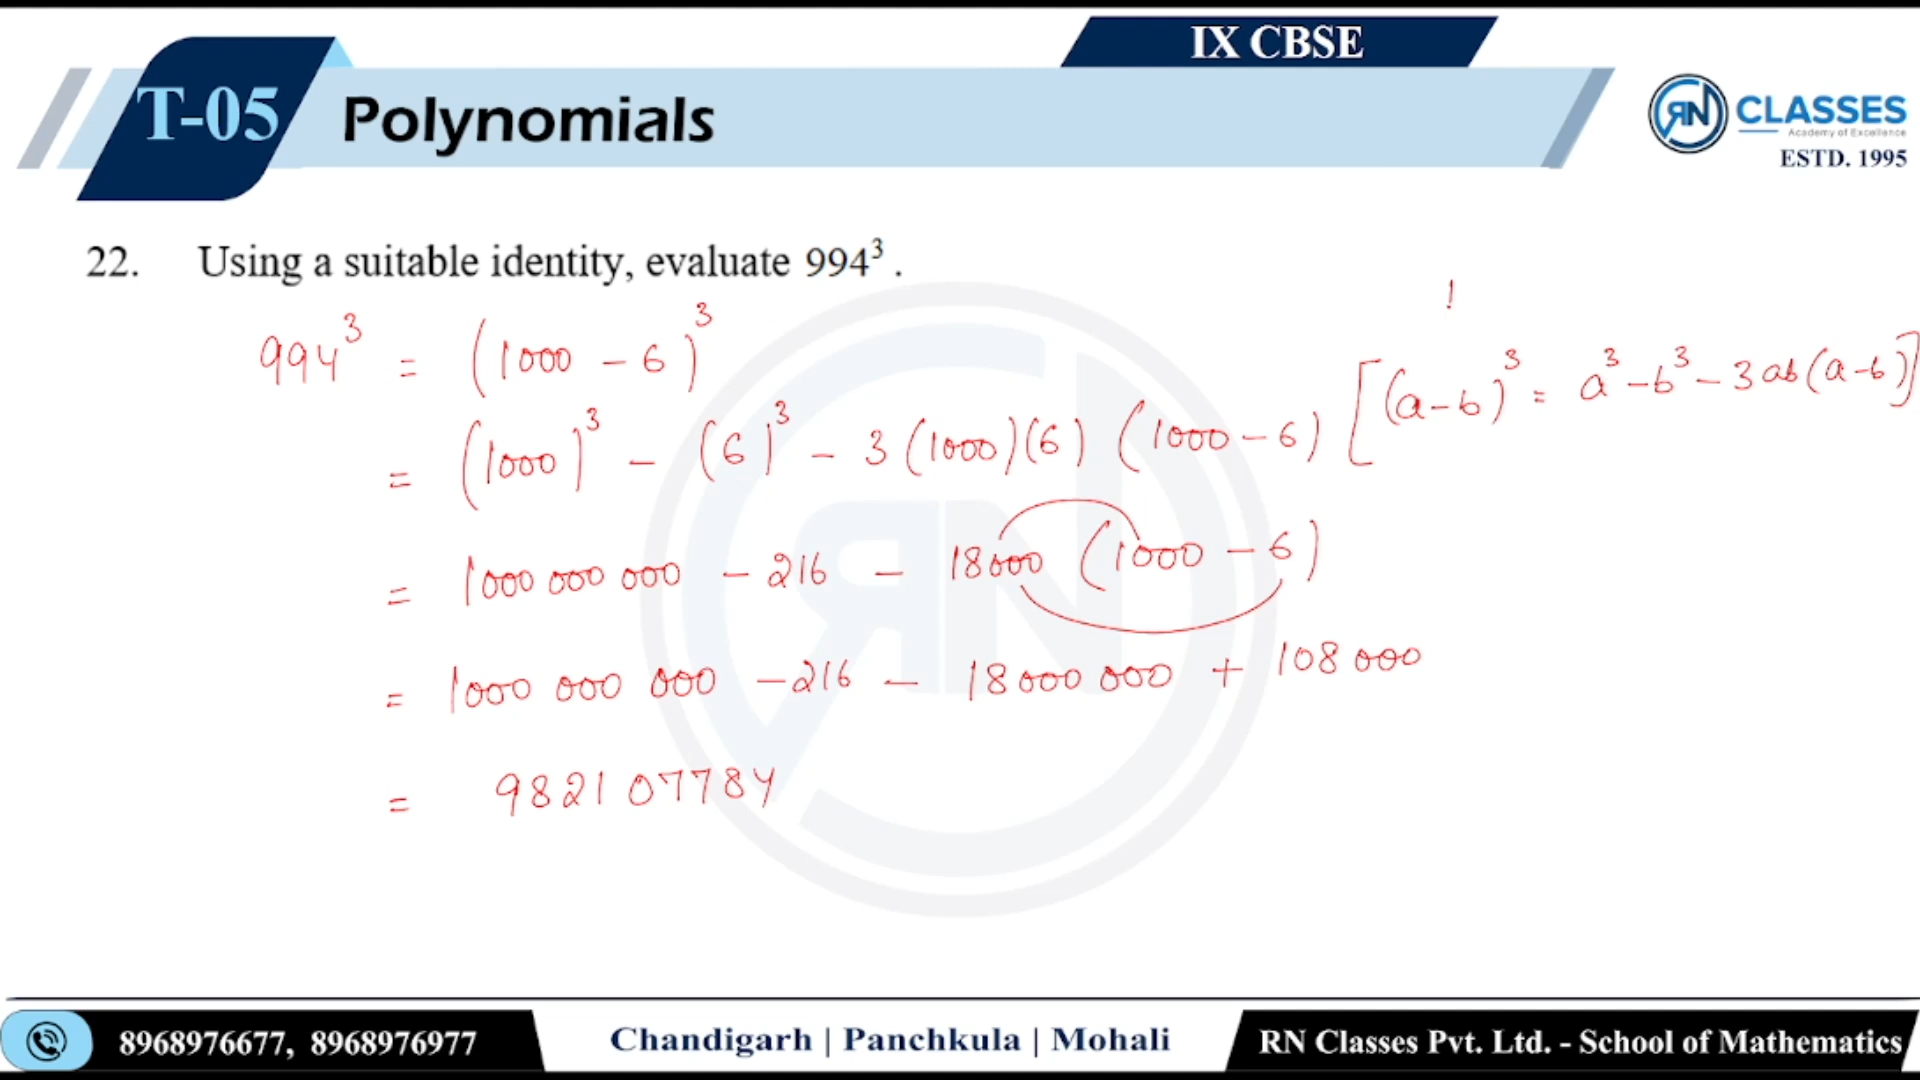 IX CBSE
T-05 Polynomials
RN CLASSES
Academy of Excellence
ESTD. 1995
22. Using a suitable identity, evaluate 994³ .
994³ = (1000 - 6)³
= (1000)³ - (6)³ - 3 (1000)(6) (1000 - 6) [(a-b)³ = a³-b³-3ab(a-b)]
= 1000 000 000 - 216 - 18000 (1000 - 6)
= 1000 000 000 - 216 - 18000 000 + 108 000
= 982107784
RN
8968976677, 8968976977
Chandigarh | Panchkula | Mohali
RN Classes Pvt. Ltd. - School of Mathematics